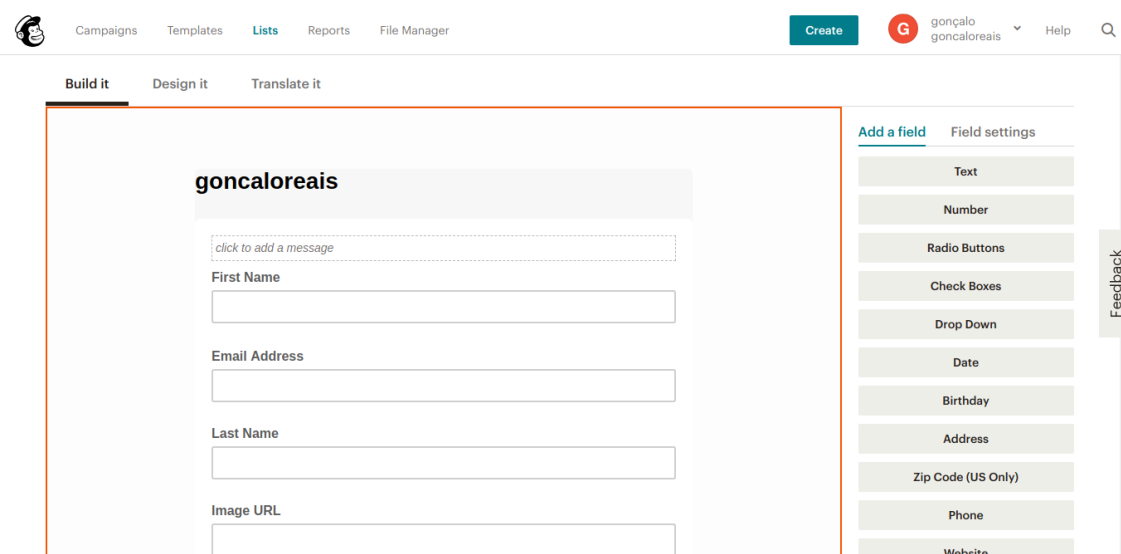 Campaigns Templates Lists Reports File Manager Create G gonçalo Help
goncaloreais
Build it Design it Translate it
Add a field Field settings
goncaloreais
click to add a message
First Name
Email Address
Last Name
Image URL
Text
Number
Radio Buttons
Check Boxes
Drop Down
Date
Birthday
Address
Zip Code (US Only)
Phone
Website
Feedback